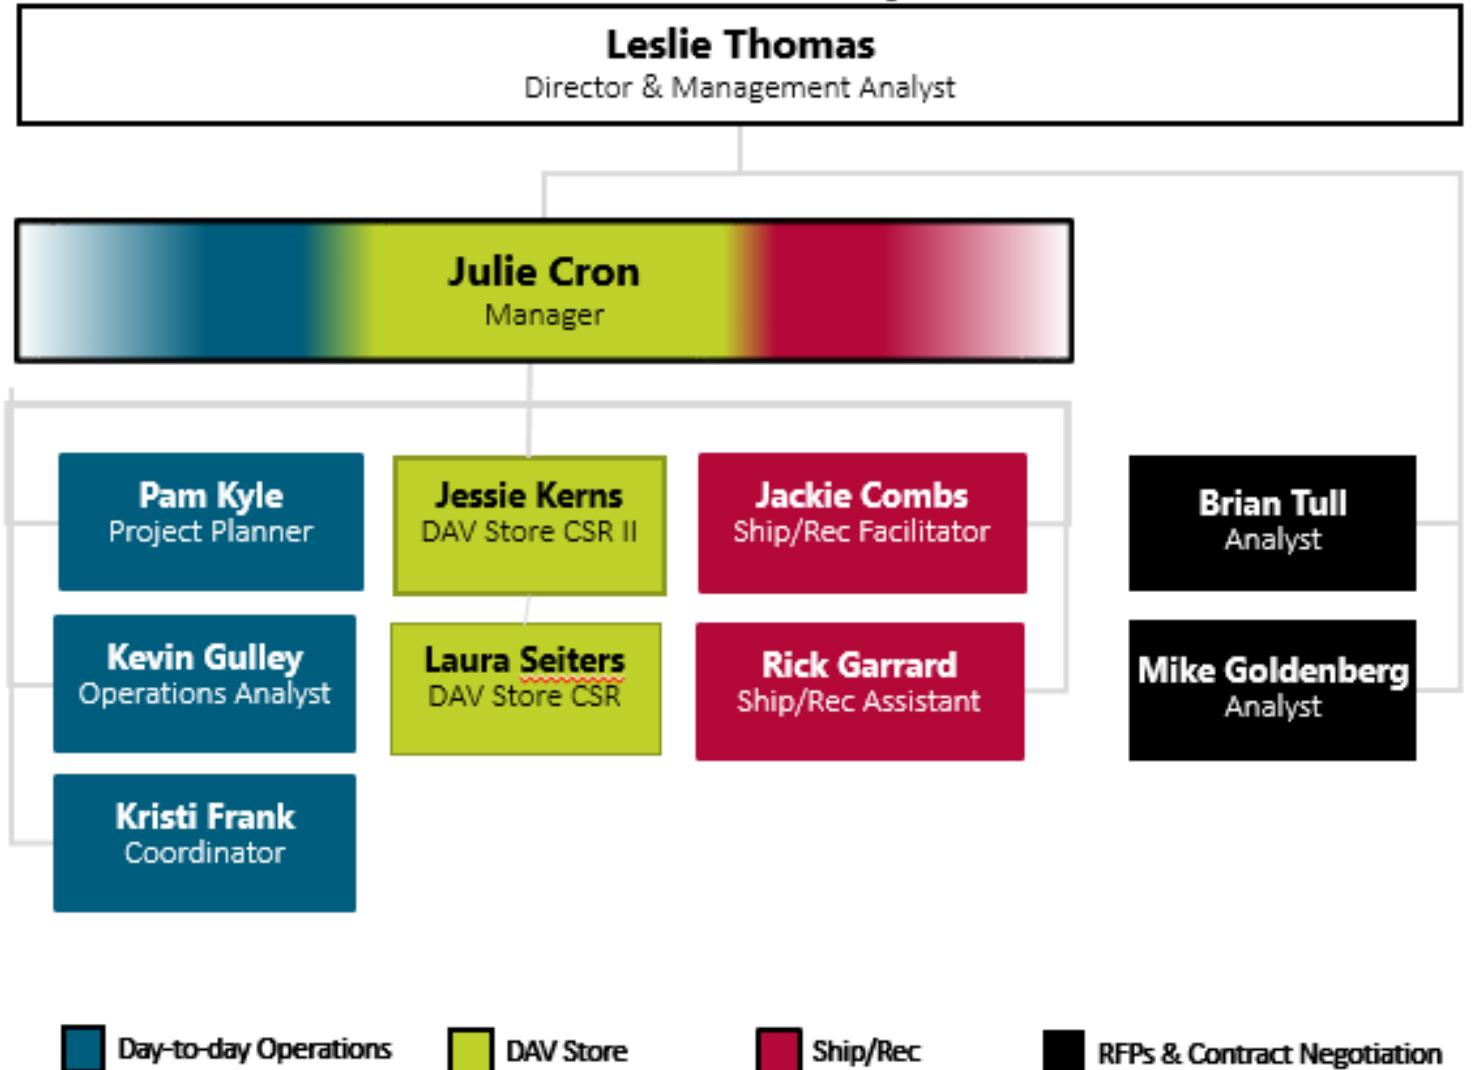 Leslie Thomas
Director & Management Analyst
Julie Cron
Manager
Pam Kyle
Project Planner
Jessie Kerns
DAV Store CSR II
Jackie Combs
Ship/Rec Facilitator
Brian Tull
Analyst
Kevin Gulley
Operations Analyst
Laura Seiters
DAV Store CSR
Rick Garrard
Ship/Rec Assistant
Mike Goldenberg
Analyst
Kristi Frank
Coordinator
Day-to-day Operations
DAV Store
Ship/Rec
RFPs & Contract Negotiation